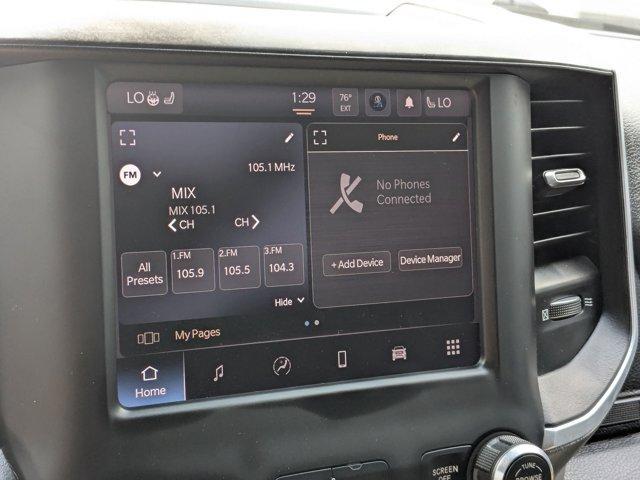 LO
1:29
76°
EXT
LO
FM
105.1 MHz
MIX
MIX 105.1
CH
CH
All
Presets
1.FM
105.9
2.FM
105.5
3.FM
104.3
Hide
Phone
No Phones
Connected
+ Add Device
Device Manager
My Pages
Home
SCREEN
OFF
TUNE
BROWSE